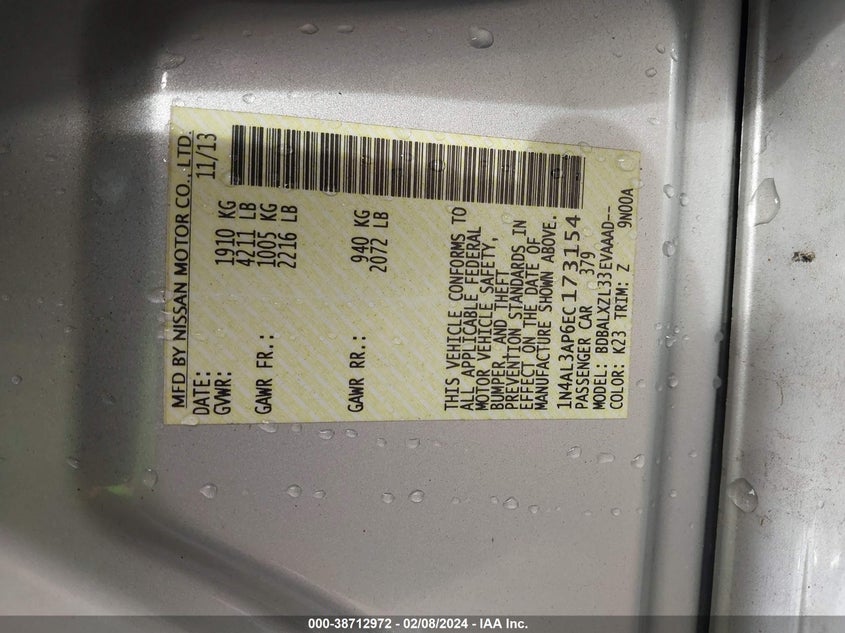 MFD BY NISSAN MOTOR CO., LTD.
DATE: 11/13
GVWR: 1910 KG
4211 LB
GAWR FR.: 1005 KG
2216 LB
GAWR RR.: 940 KG
2072 LB
THIS VEHICLE CONFORMS TO
ALL APPLICABLE FEDERAL
MOTOR VEHICLE SAFETY,
BUMPER, AND THEFT
PREVENTION STANDARDS IN
EFFECT ON THE DATE OF
MANUFACTURE SHOWN ABOVE.
1N4AL3AP6EC173154
PASSENGER CAR 379
MODEL: BDBALXZL33EVAAAD--
COLOR: K23 TRIM: Z 9N00A
000-38712972 - 02/08/2024 - IAA Inc.